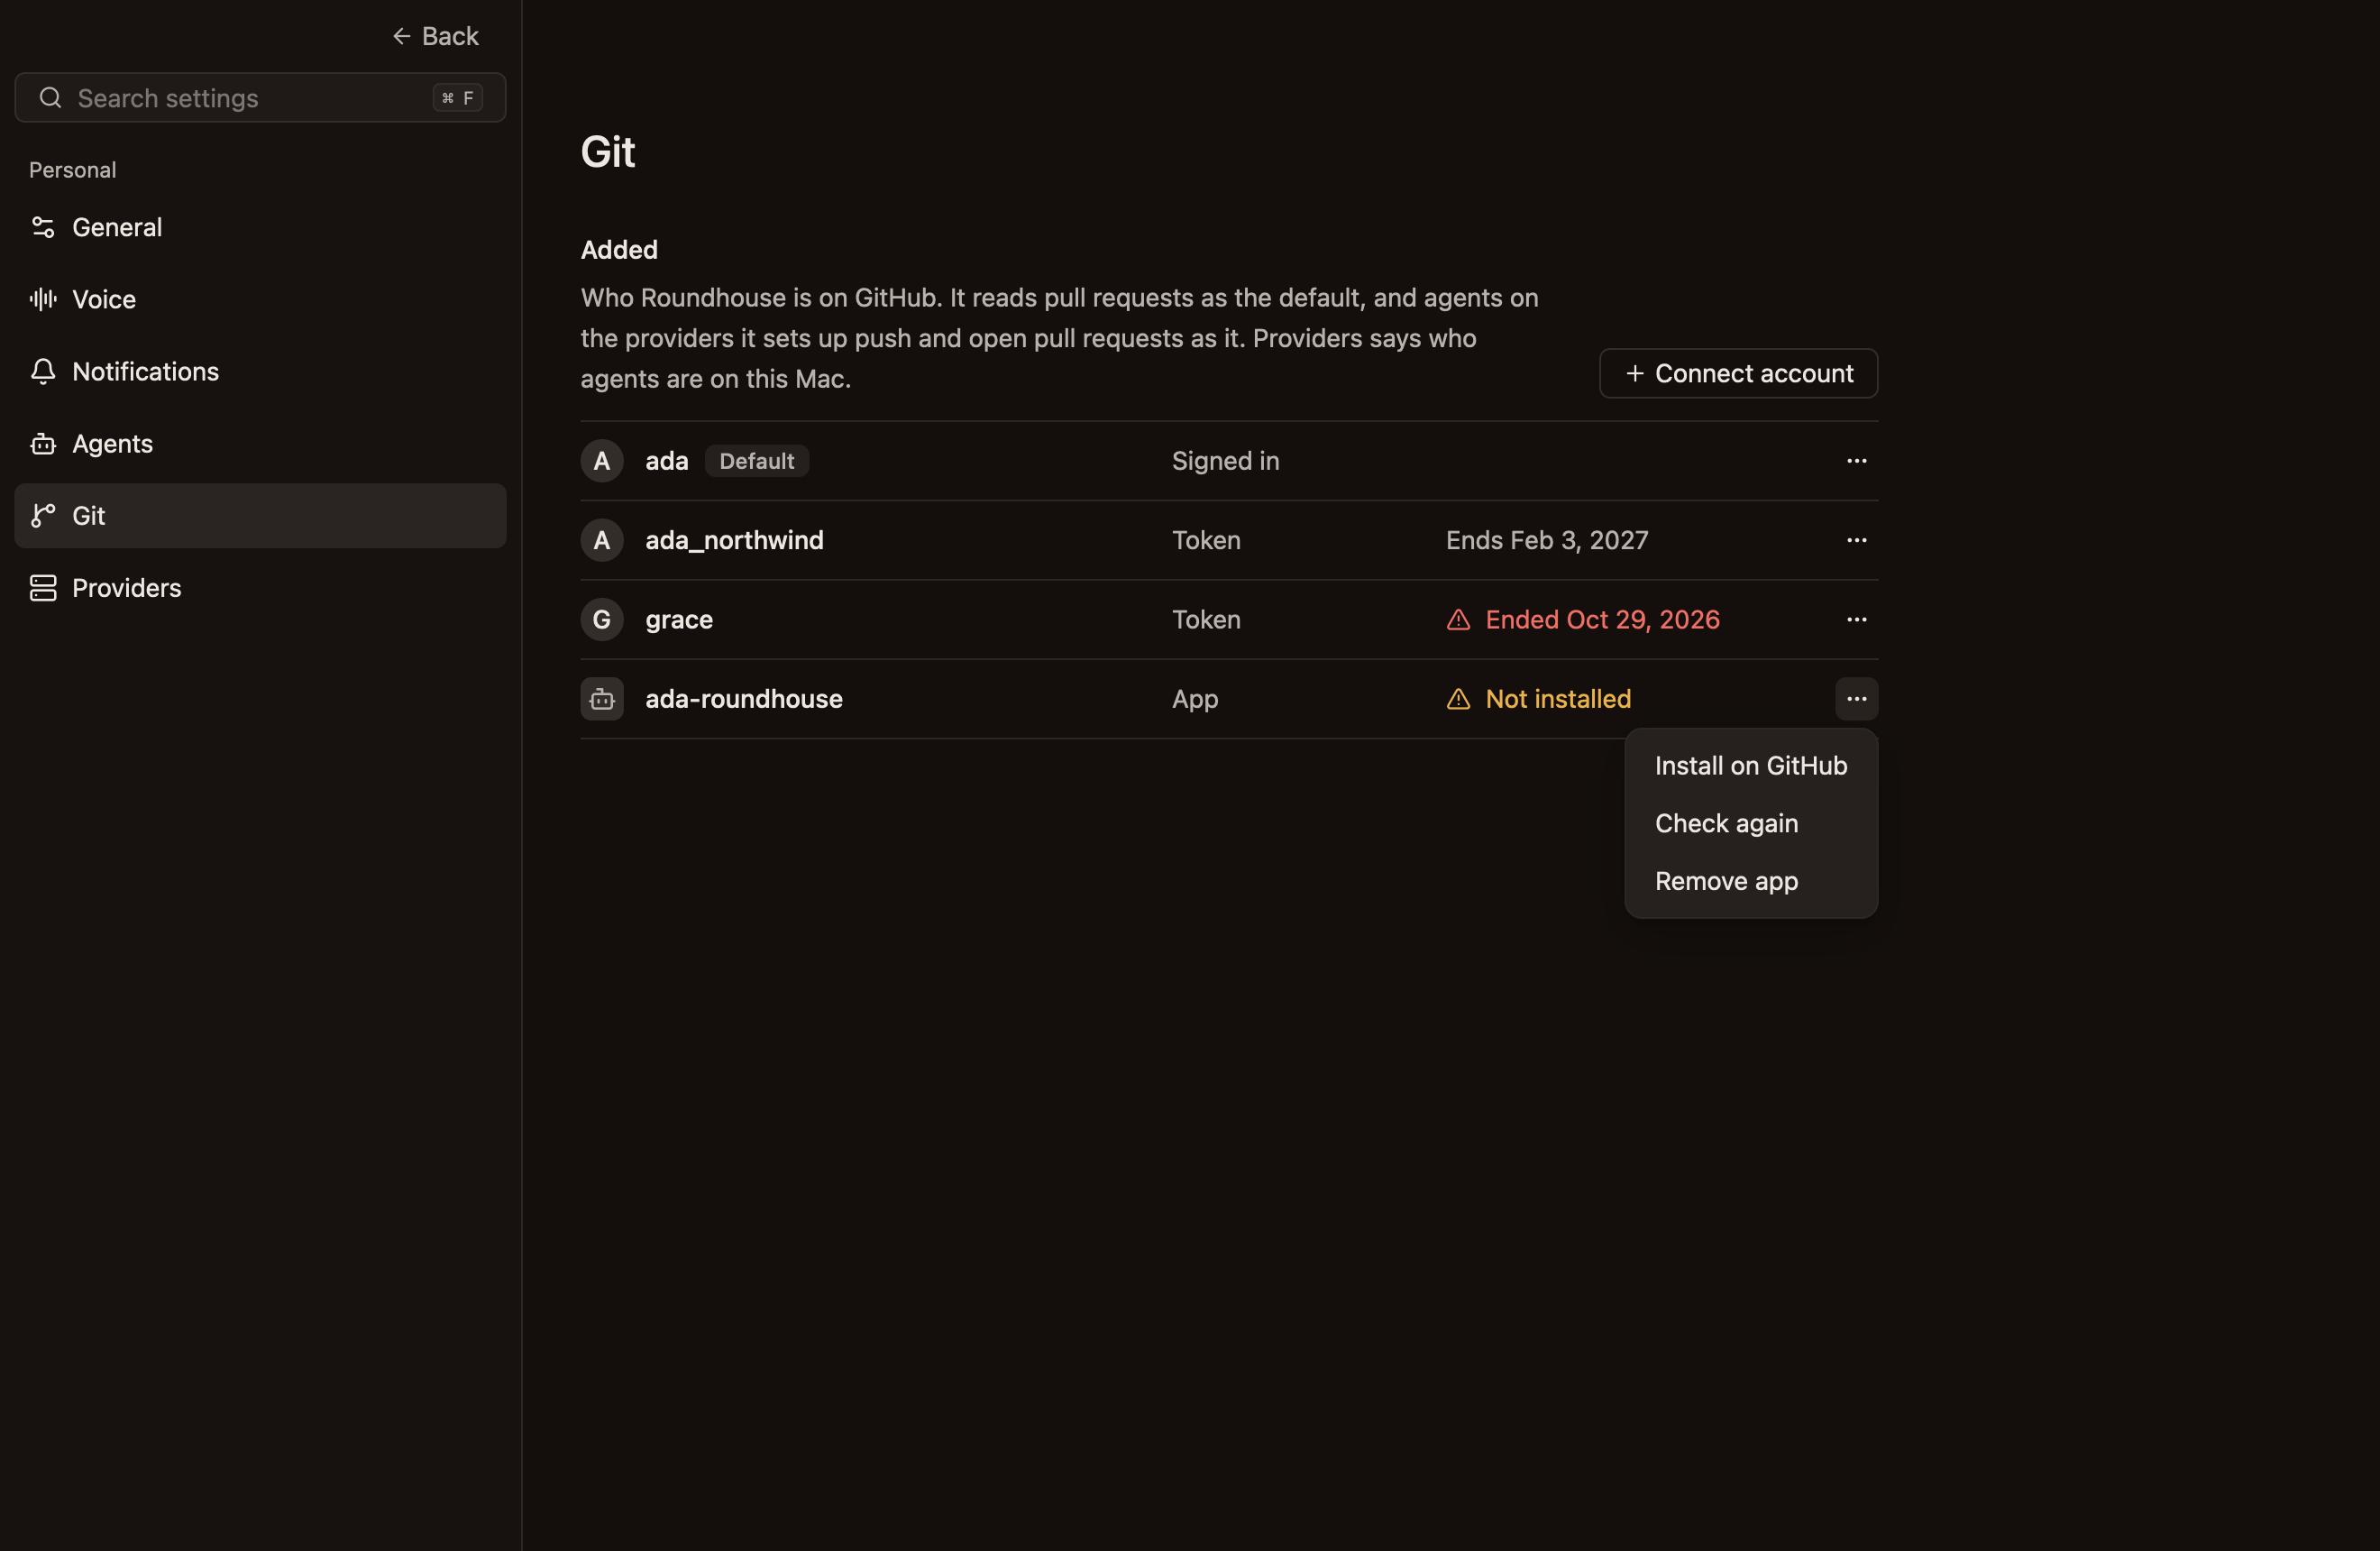 Back
Search settings
⌘ F
Personal
General
Voice
Notifications
Agents
Git
Providers
Git
Added
Who Roundhouse is on GitHub. It reads pull requests as the default, and agents on
the providers it sets up push and open pull requests as it. Providers says who
agents are on this Mac.
Connect account
A ada Default Signed in
A ada_northwind Token Ends Feb 3, 2027
G grace Token Ended Oct 29, 2026
ada-roundhouse App Not installed
Install on GitHub
Check again
Remove app